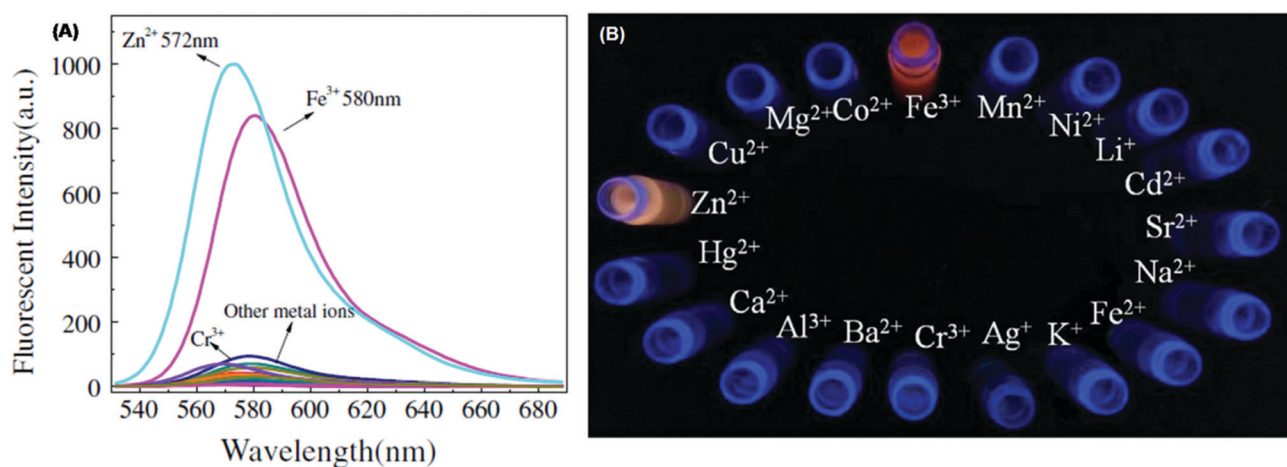 (A)
Zn²⁺ 572nm
Fe³⁺ 580nm
Cr³⁺
Other metal ions
Fluorescent Intensity(a.u.)
1000
800
600
400
200
0
540 560 580 600 620 640 660 680
Wavelength(nm)
(B)
Cu²⁺
Mg²⁺
Co²⁺
Fe³⁺
Mn²⁺
Ni²⁺
Li⁺
Cd²⁺
Sr²⁺
Na²⁺
Fe²⁺
K⁺
Ag⁺
Cr³⁺
Ba²⁺
Al³⁺
Ca²⁺
Hg²⁺
Zn²⁺